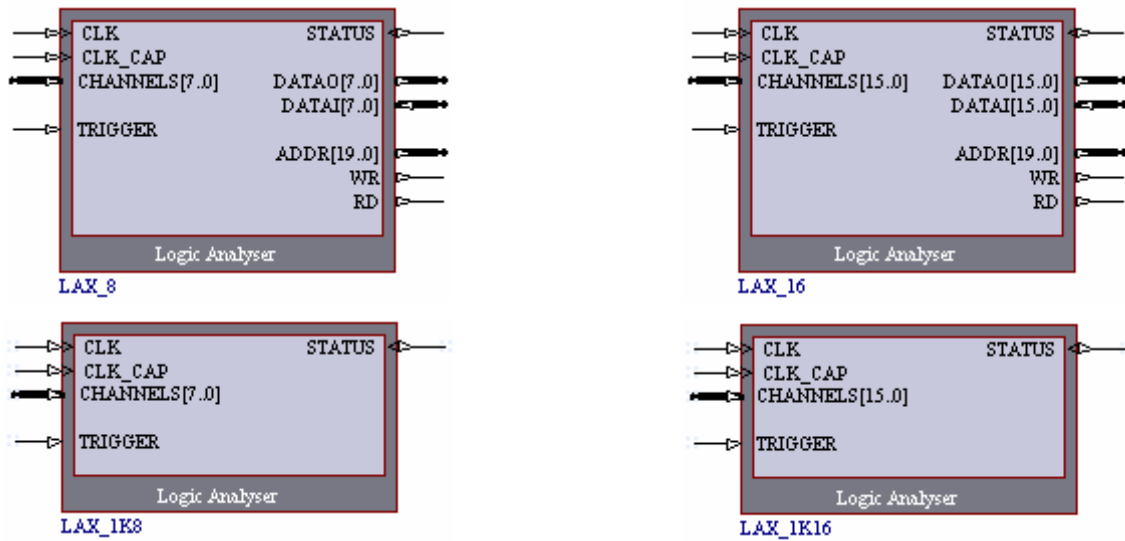 CLK STATUS
CLK_CAP
CHANNELS[7..0] DATAO[7..0]
DATAI[7..0]
TRIGGER
ADDR[19..0]
WR
RD
Logic Analyser
LAX_8
CLK STATUS
CLK_CAP
CHANNELS[15..0] DATAO[15..0]
DATAI[15..0]
TRIGGER
ADDR[19..0]
WR
RD
Logic Analyser
LAX_16
CLK STATUS
CLK_CAP
CHANNELS[7..0]
TRIGGER
Logic Analyser
LAX_1K8
CLK STATUS
CLK_CAP
CHANNELS[15..0]
TRIGGER
Logic Analyser
LAX_1K16